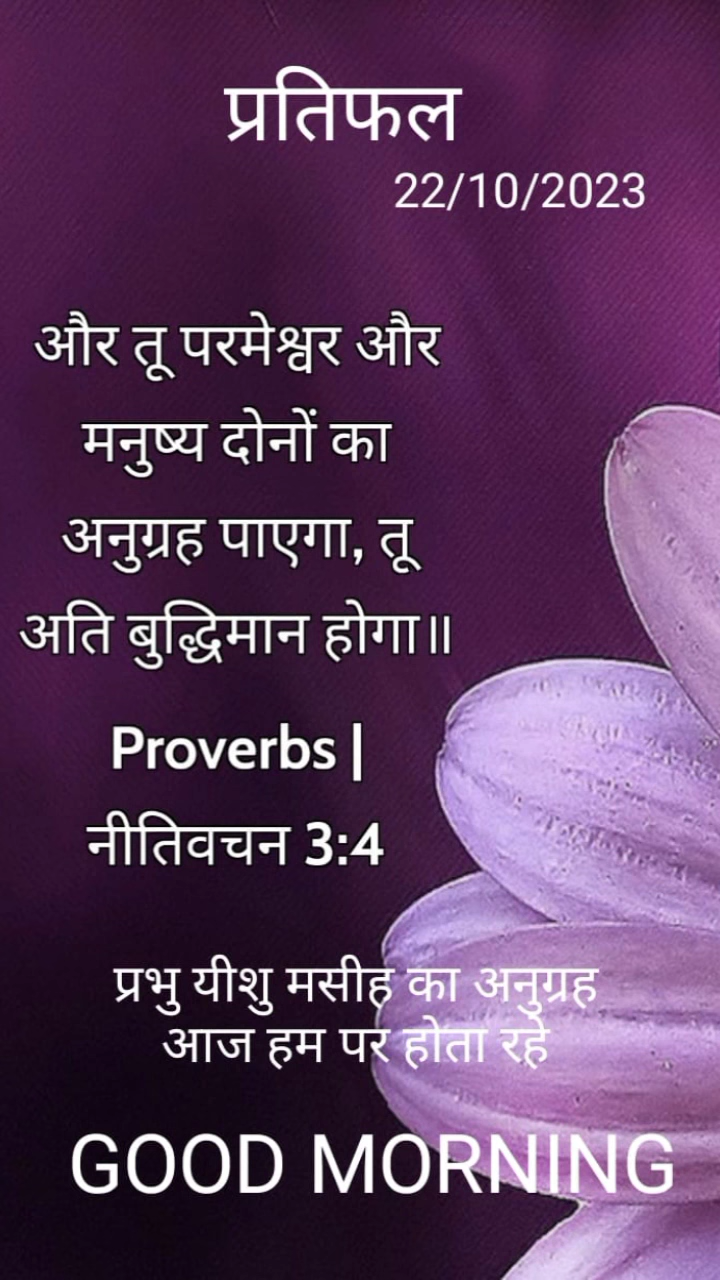 प्रतिफल
22/10/2023
और तू परमेश्वर और
मनुष्य दोनों का
अनुग्रह पाएगा, तू
अति बुद्धिमान होगा॥
Proverbs |
नीतिवचन 3:4
प्रभु यीशु मसीह का अनुग्रह
आज हम पर होता रहे
GOOD MORNING